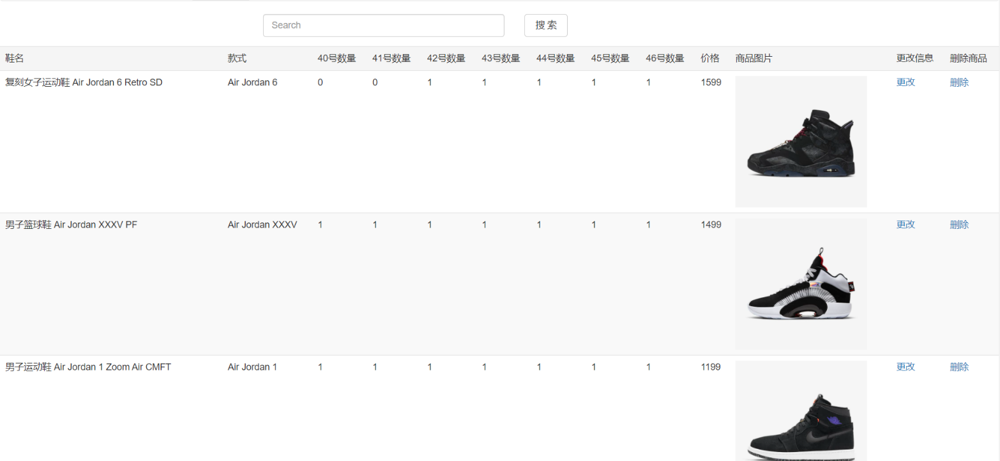 Search 搜 索
鞋名 款式 40号数量 41号数量 42号数量 43号数量 44号数量 45号数量 46号数量 价格 商品图片 更改信息 删除商品
复刻女子运动鞋 Air Jordan 6 Retro SD Air Jordan 6 0 0 1 1 1 1 1 1599 更改 删除
男子篮球鞋 Air Jordan XXXV PF Air Jordan XXXV 1 1 1 1 1 1 1 1499 更改 删除
男子运动鞋 Air Jordan 1 Zoom Air CMFT Air Jordan 1 1 1 1 1 1 1 1 1199 更改 删除